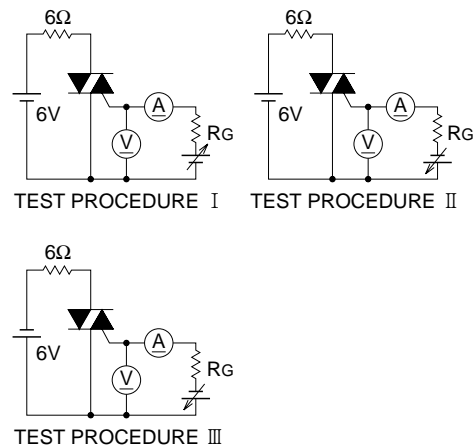 6Ω 6Ω
A A
6V V RG 6V V RG
TEST PROCEDURE Ⅰ TEST PROCEDURE Ⅱ
6Ω
A
6V V RG
TEST PROCEDURE Ⅲ